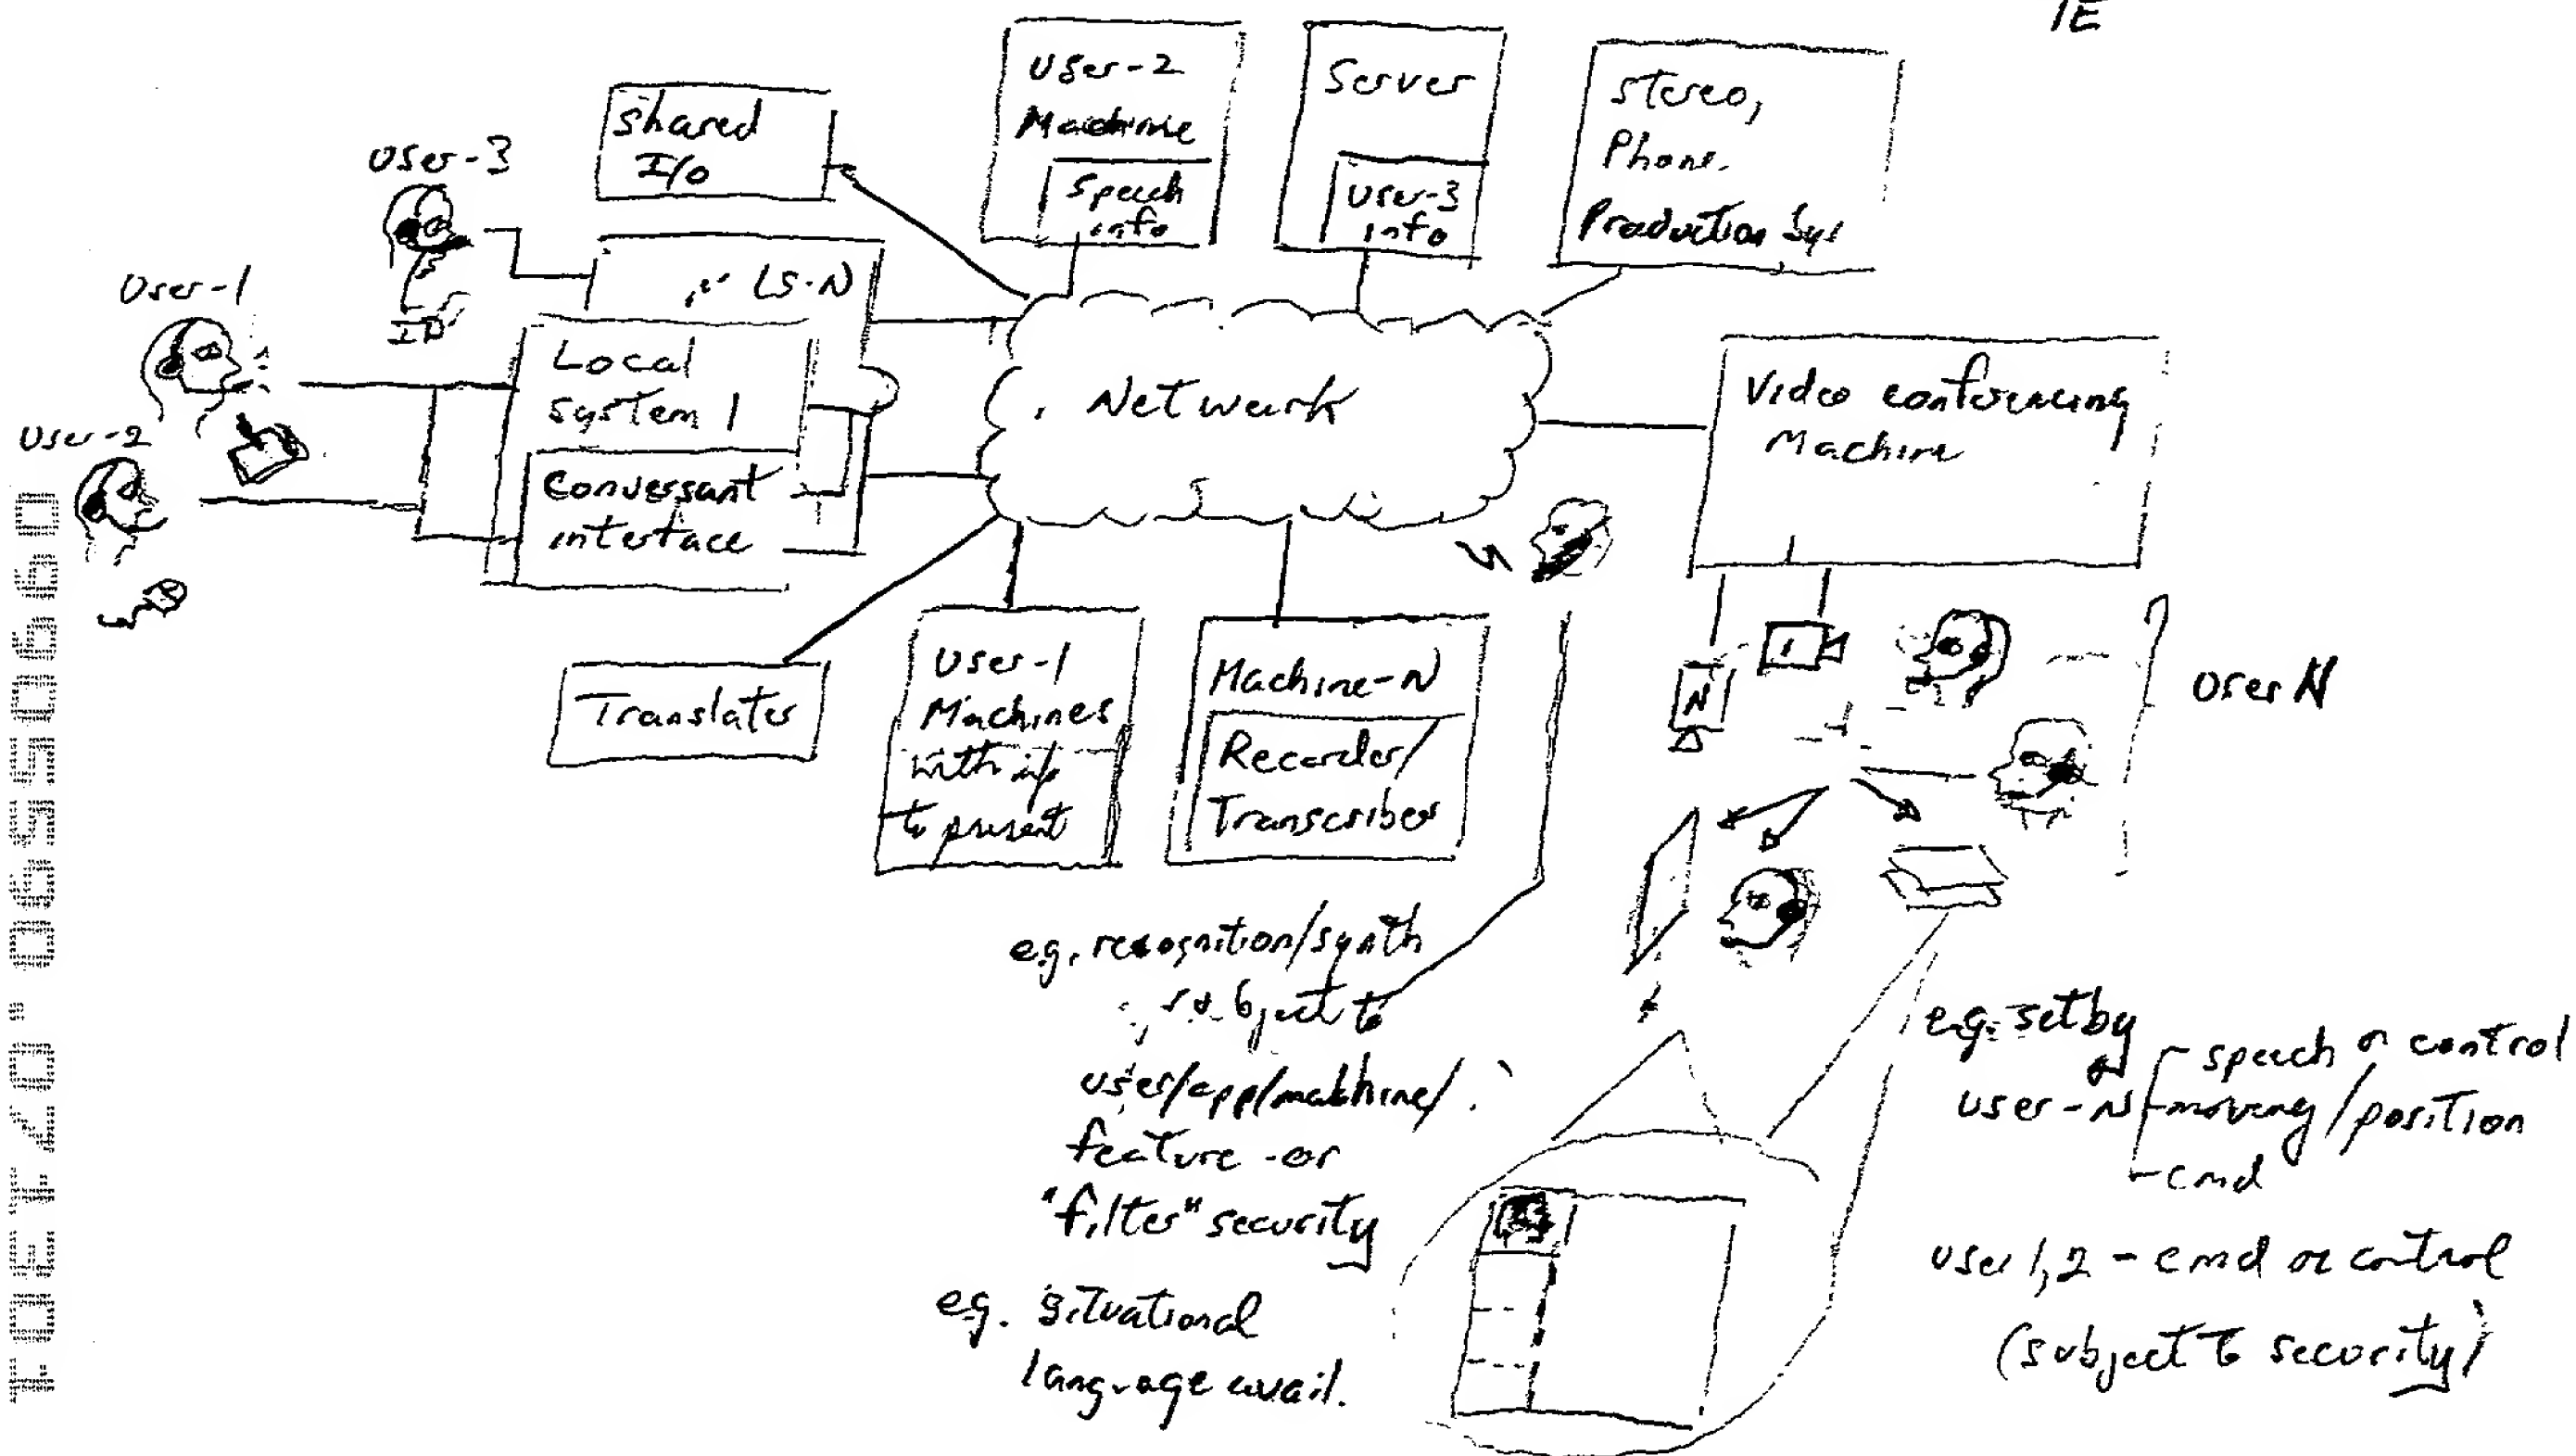 1E
User-2
Machine
Speech
info
Server
User-3
info
Stereo,
Phone.
Production Sys
Shared
I/O
User-3
ID
LS-N
User-1
User-2
Local
System 1
Conversant
interface
Network
Video conferencing
Machine
Translater
User-1
Machines
with
to present
Machine-N
Recorder/
Transcriber
1
N
User N
e.g. recognition/synth
subject to
user/app/machine/
feature -or
"filter" security
e.g. situational
language avail.
e.g. set by
User-N
speech or control
moving/position
cmd
User 1,2 - cmd or control
(subject to security)